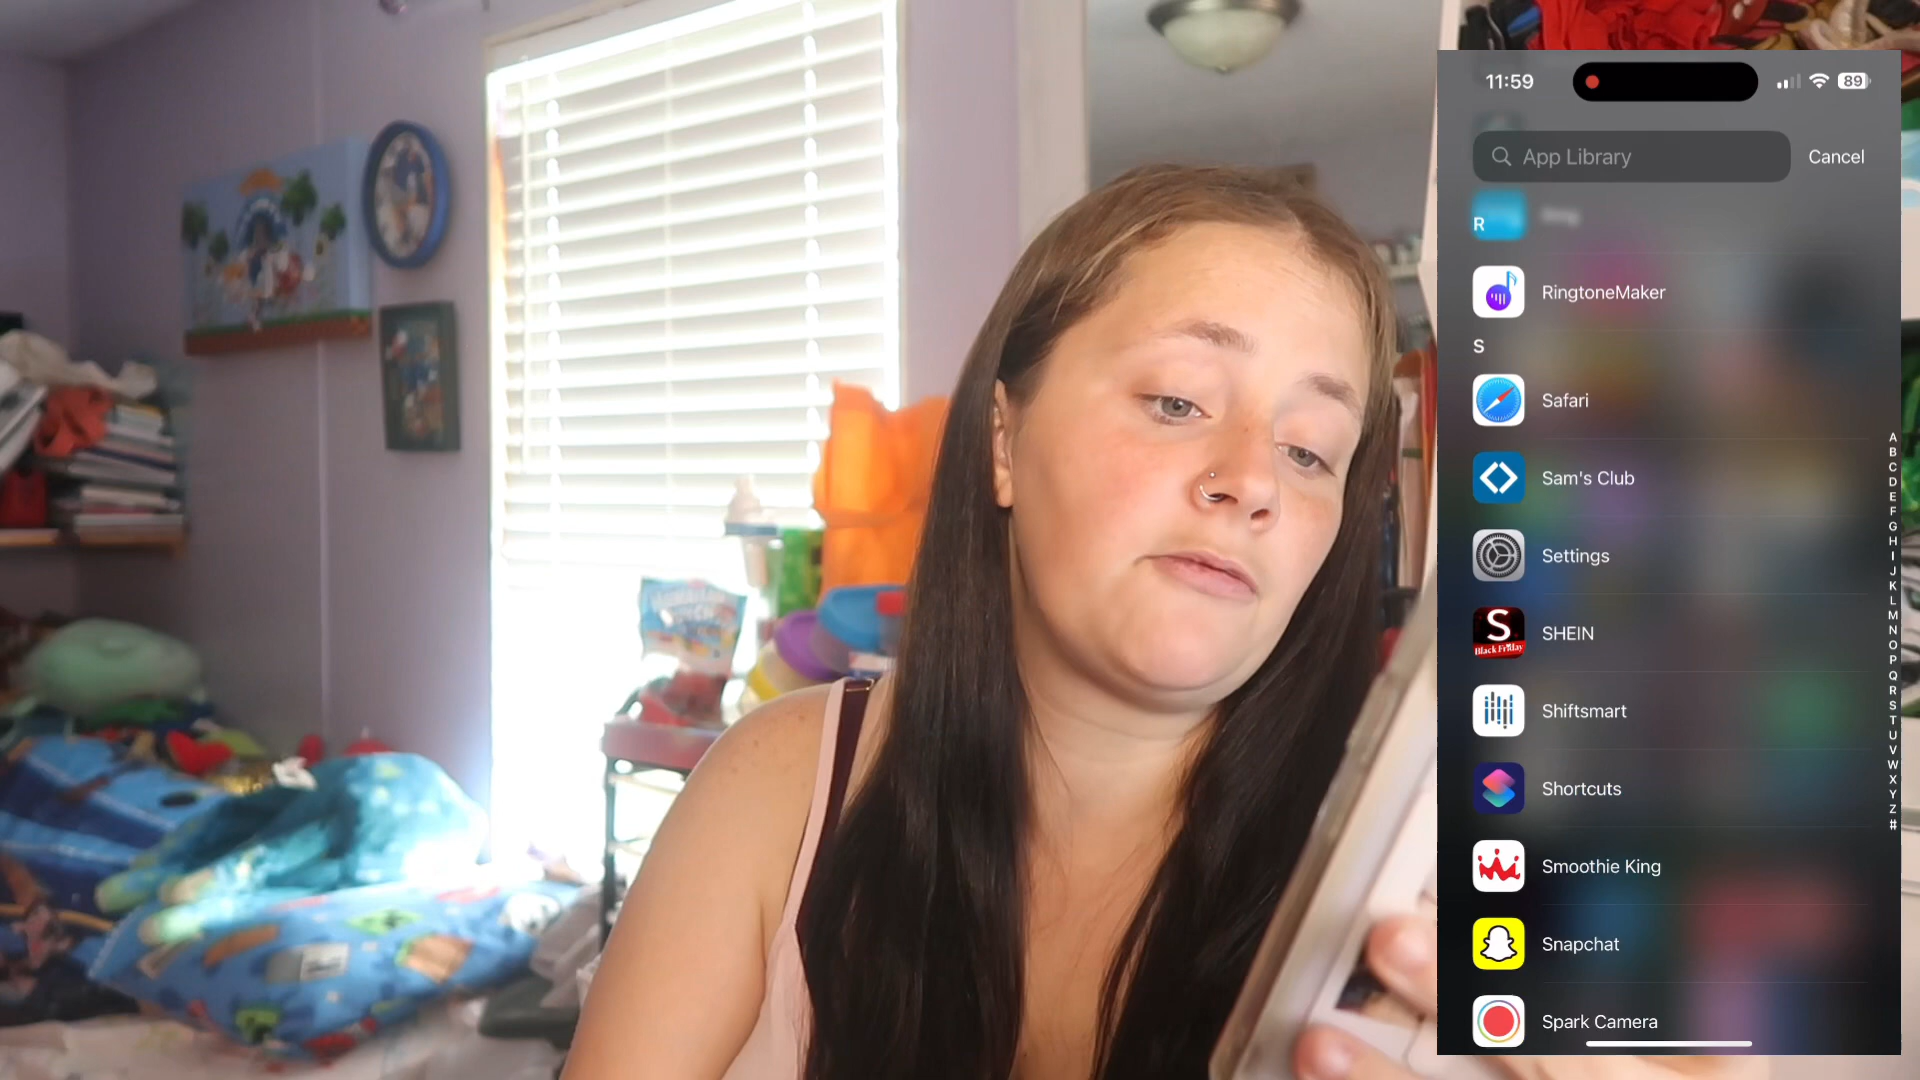 11:59
89
App Library
Cancel
R
RingtoneMaker
S
Safari
Sam's Club
Settings
S
Black Friday
SHEIN
Shiftsmart
Shortcuts
Smoothie King
Snapchat
Spark Camera
A
B
C
D
E
F
G
H
I
J
K
L
M
N
O
P
Q
R
S
T
U
V
W
X
Y
Z
#